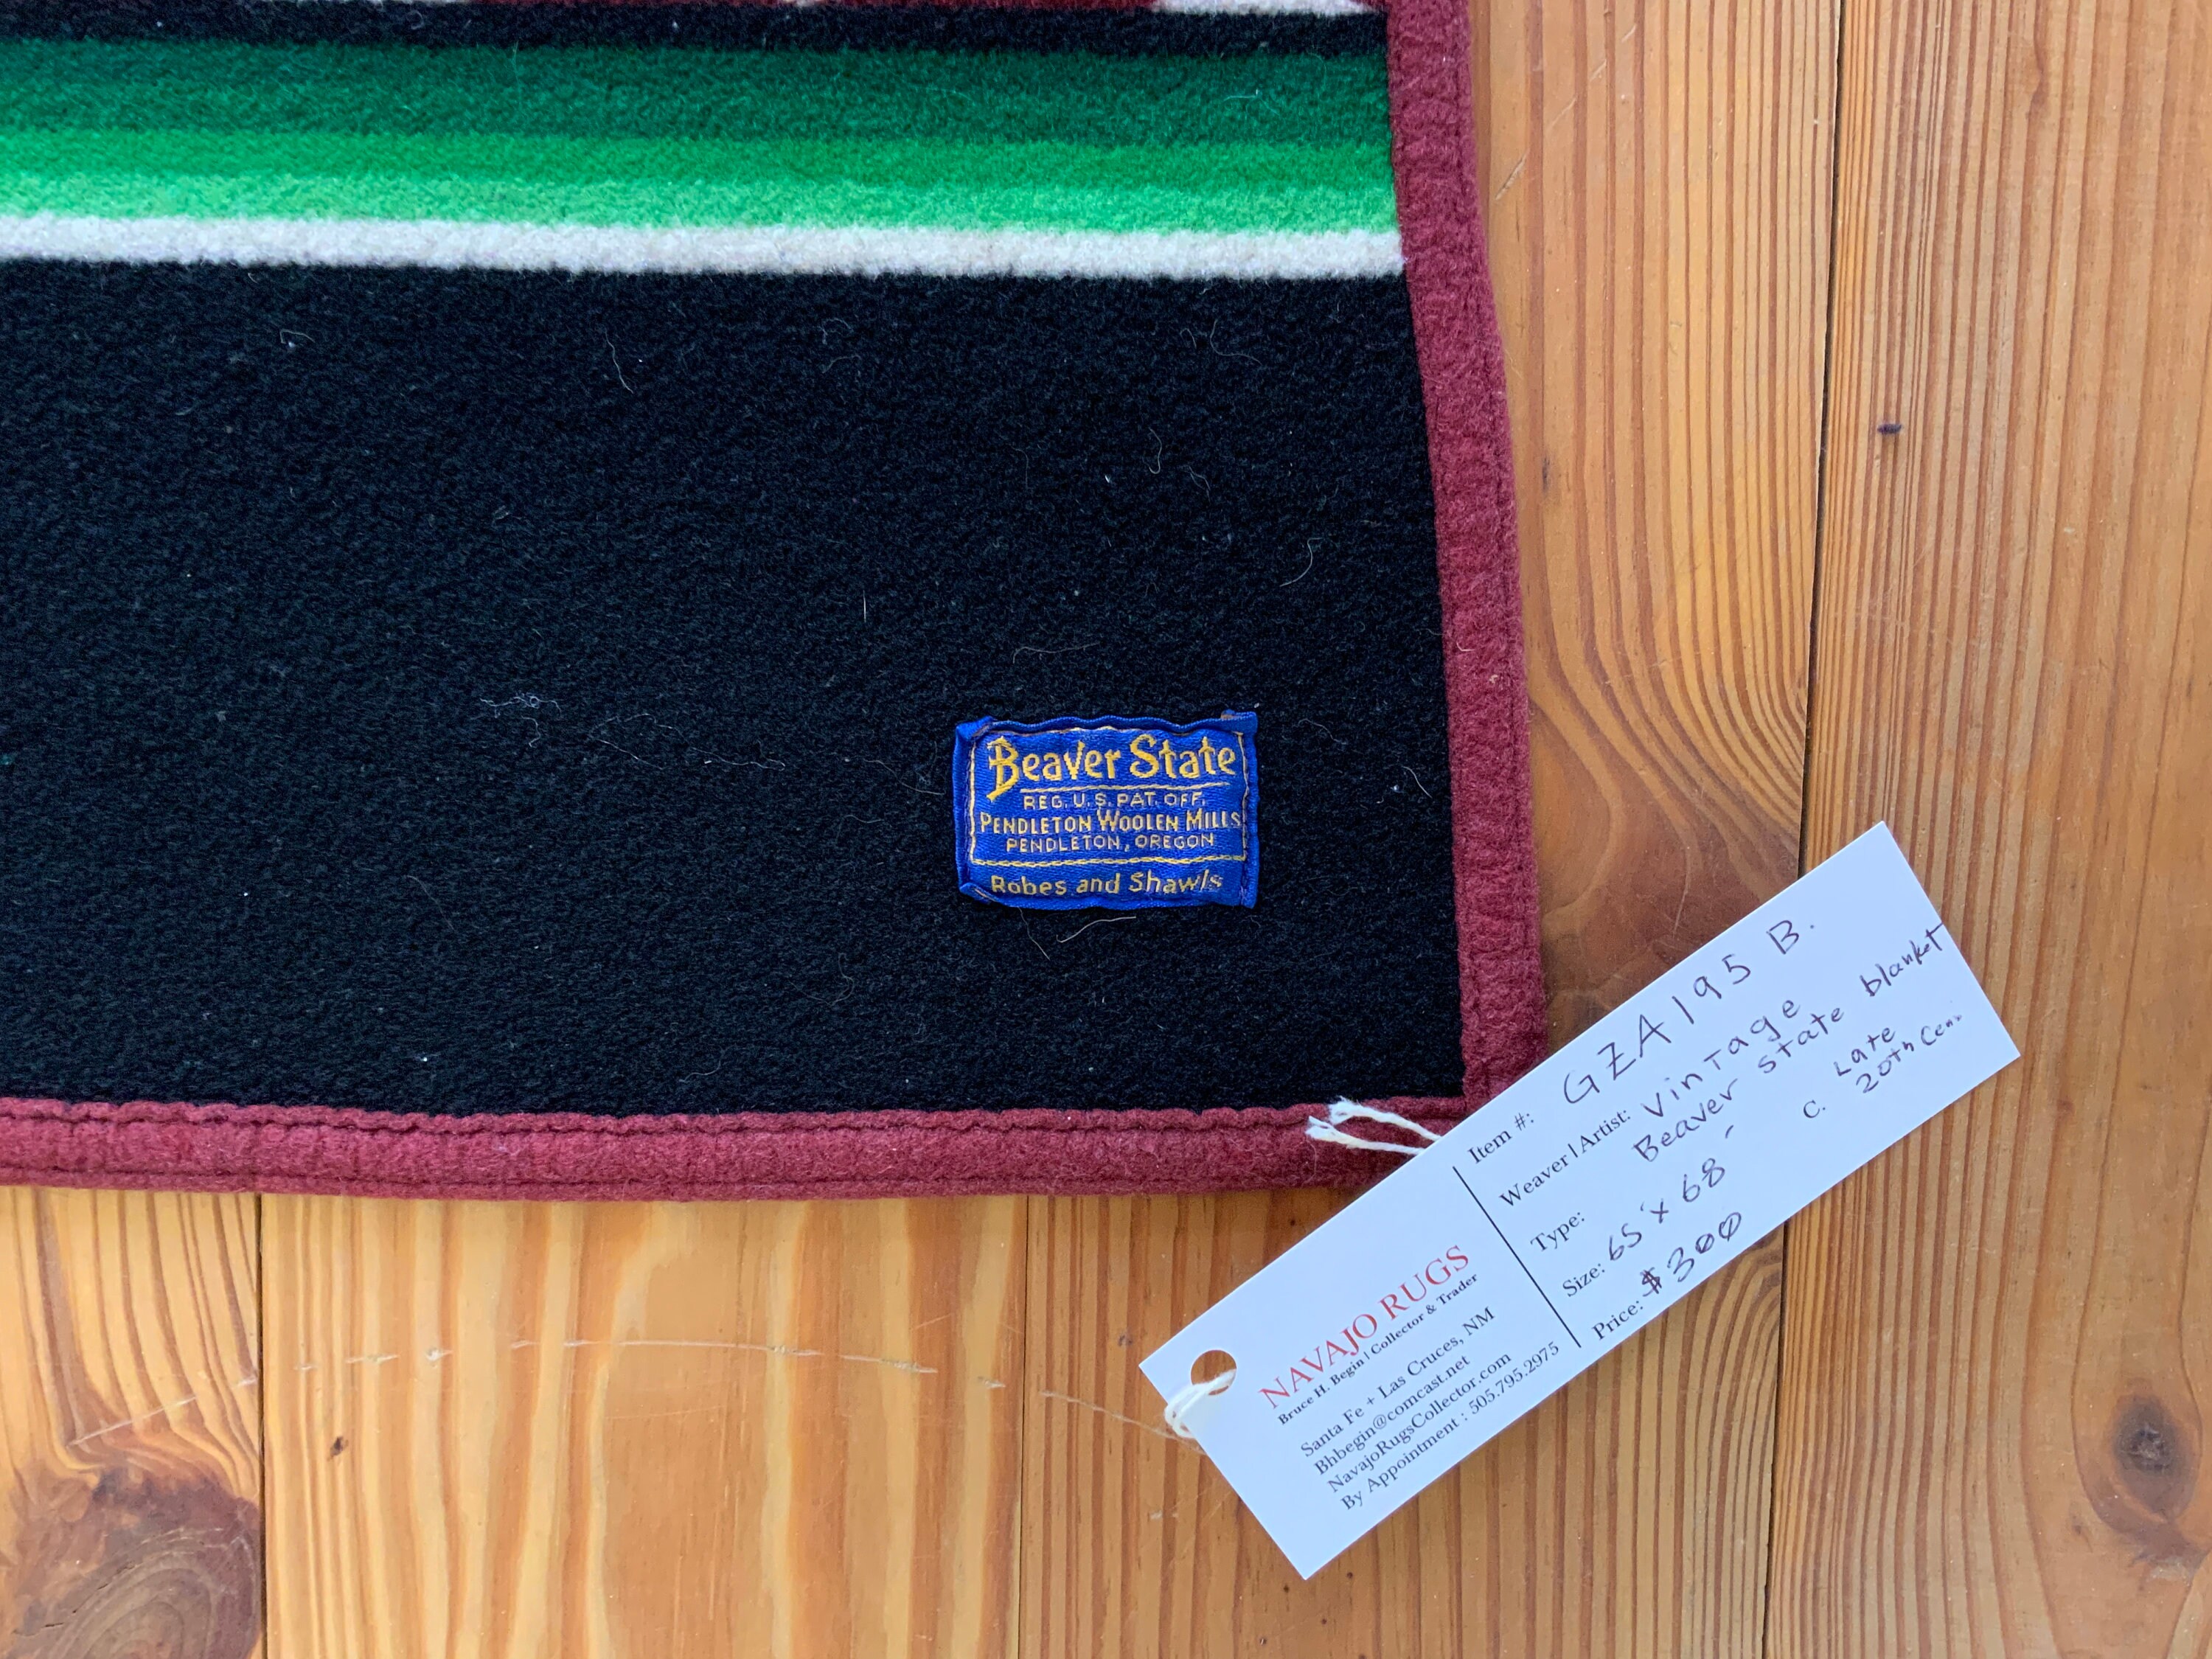 Beaver State
REG. U.S. PAT. OFF.
PENDLETON WOOLEN MILLS
PENDLETON, OREGON
Robes and Shawls
NAVAJO RUGS
Bruce H. Begin | Collector & Trader
Santa Fe + Las Cruces, NM
Bhbegin@comcast.net
NavajoRugsCollector.com
By Appointment : 505.795.2975
Item #: GZA195 B.
Weaver | Artist: Vintage
Type: Beaver state blanket
Size: 65 x 68 C. Late 20th Cen.
Price: $300